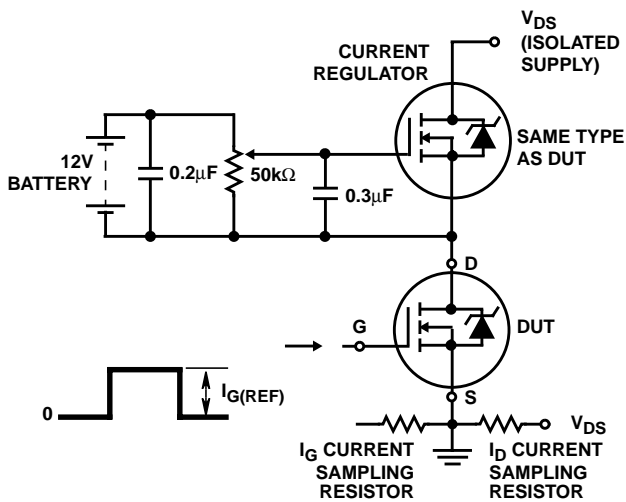 V_DS
(ISOLATED
SUPPLY)
CURRENT
REGULATOR
SAME TYPE
AS DUT
12V
BATTERY
0.2μF
50kΩ
0.3μF
D
G
DUT
I_G(REF)
0
S
V_DS
I_G CURRENT
SAMPLING
RESISTOR
I_D CURRENT
SAMPLING
RESISTOR